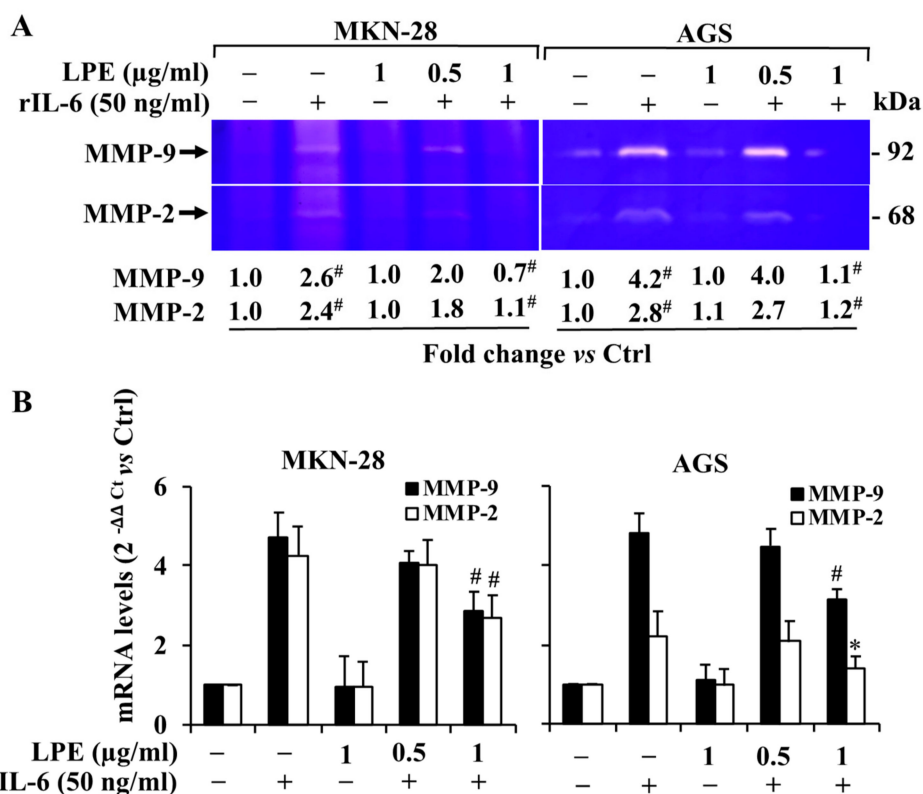 A
MKN-28 AGS
LPE (µg/ml) – – 1 0.5 1 – – 1 0.5 1
rIL-6 (50 ng/ml) – + – + + – + – + + kDa
MMP-9 - 92
MMP-2 - 68
MMP-9 1.0 2.6# 1.0 2.0 0.7# 1.0 4.2# 1.0 4.0 1.1#
MMP-2 1.0 2.4# 1.0 1.8 1.1# 1.0 2.8# 1.1 2.7 1.2#
Fold change vs Ctrl
B
mRNA levels (2 -ΔΔ Ct vs Ctrl)
MKN-28 AGS
6
4
2
0
MMP-9
MMP-2
# #
MMP-9
MMP-2
#
*
LPE (µg/ml) – – 1 0.5 1 – – 1 0.5 1
IL-6 (50 ng/ml) – + – + + – + – + +